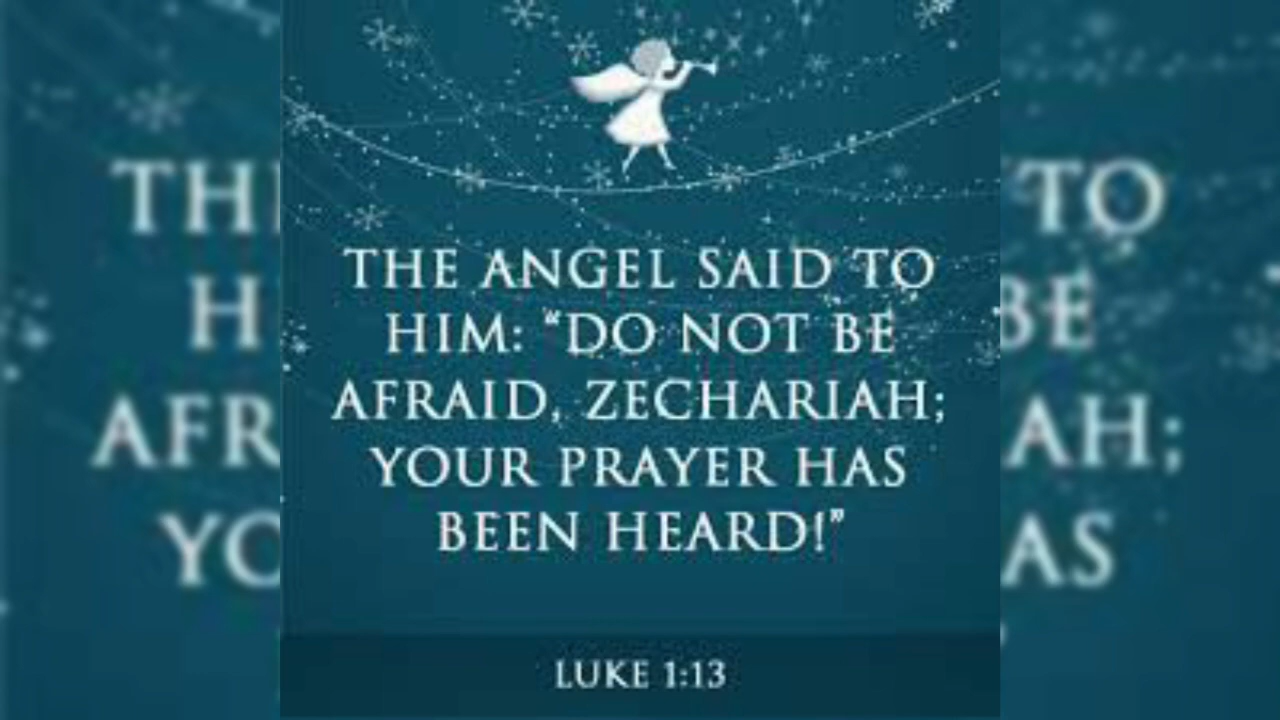 THE ANGEL SAID TO
HIM: “DO NOT BE
AFRAID, ZECHARIAH;
YOUR PRAYER HAS
BEEN HEARD!”
LUKE 1:13